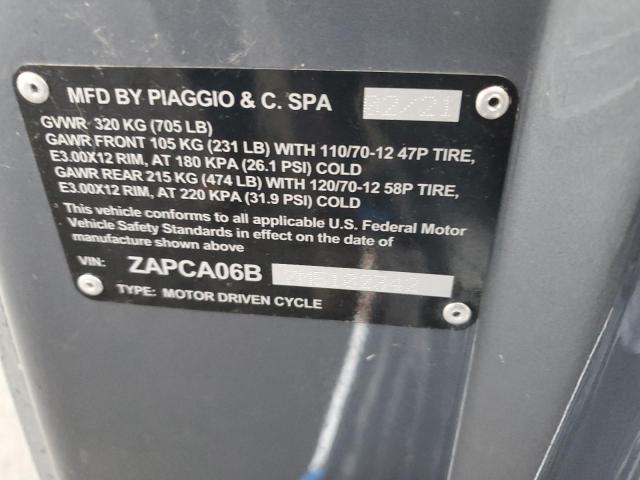 MFD BY PIAGGIO & C. SPA 02/21
GVWR 320 KG (705 LB)
GAWR FRONT 105 KG (231 LB) WITH 110/70-12 47P TIRE,
E3.00X12 RIM, AT 180 KPA (26.1 PSI) COLD
GAWR REAR 215 KG (474 LB) WITH 120/70-12 58P TIRE,
E3.00X12 RIM, AT 220 KPA (31.9 PSI) COLD
This vehicle conforms to all applicable U.S. Federal Motor
Vehicle Safety Standards in effect on the date of
manufacture shown above
VIN: ZAPCA06B
TYPE: MOTOR DRIVEN CYCLE